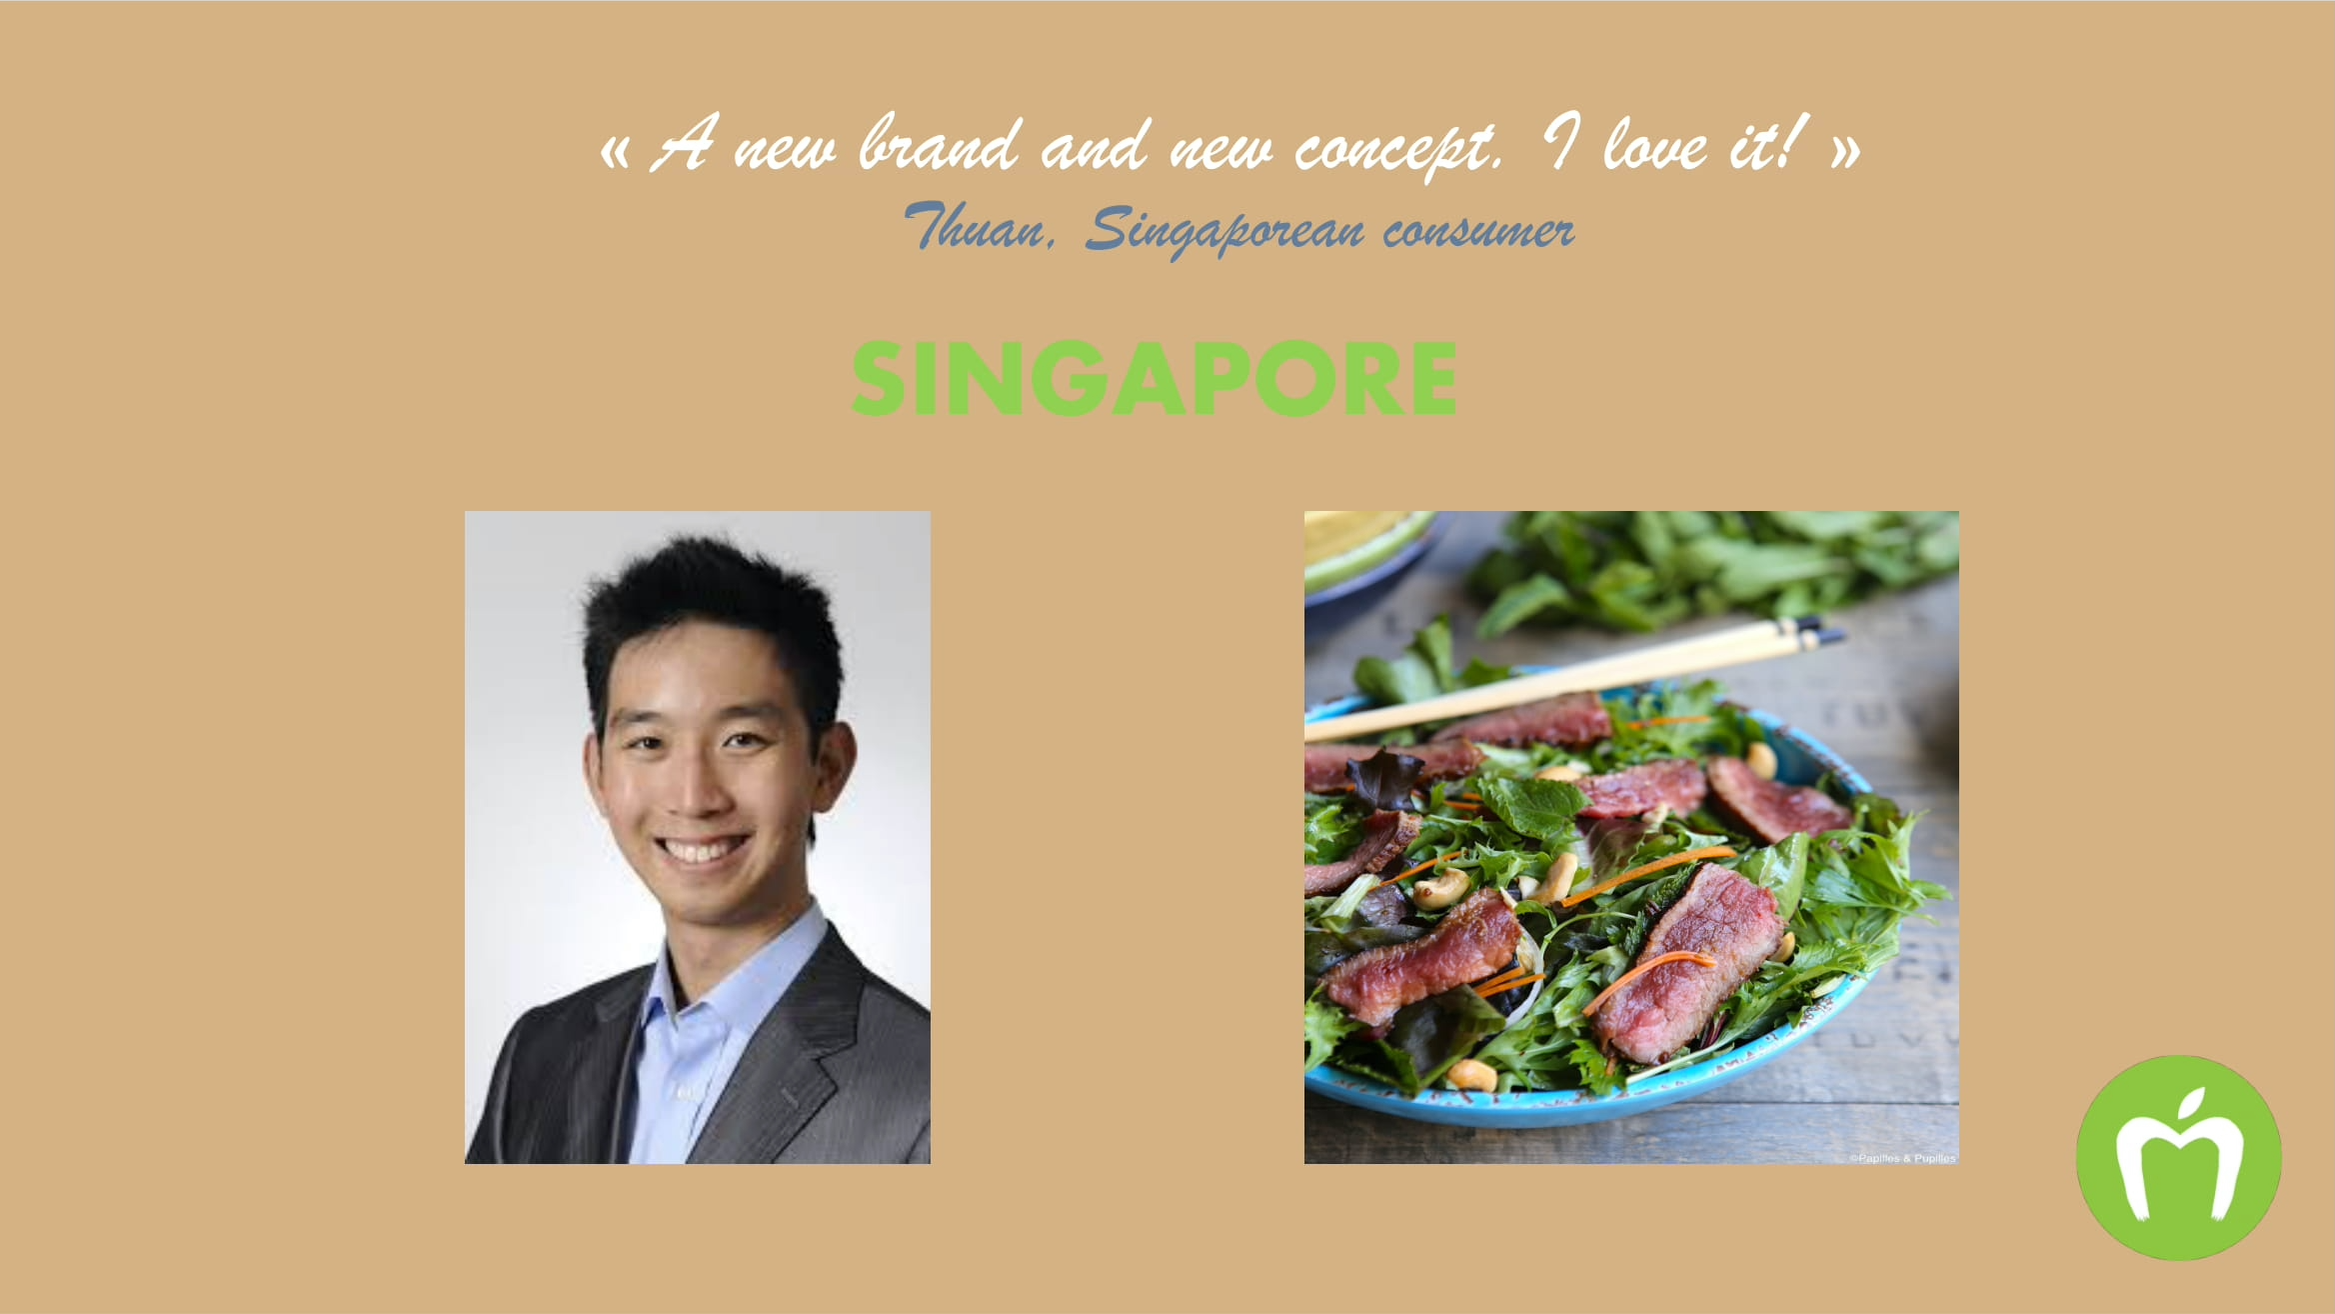 « A new brand and new concept. I love it! »
Thuan, Singaporean consumer
SINGAPORE
©Papilles & Pupilles